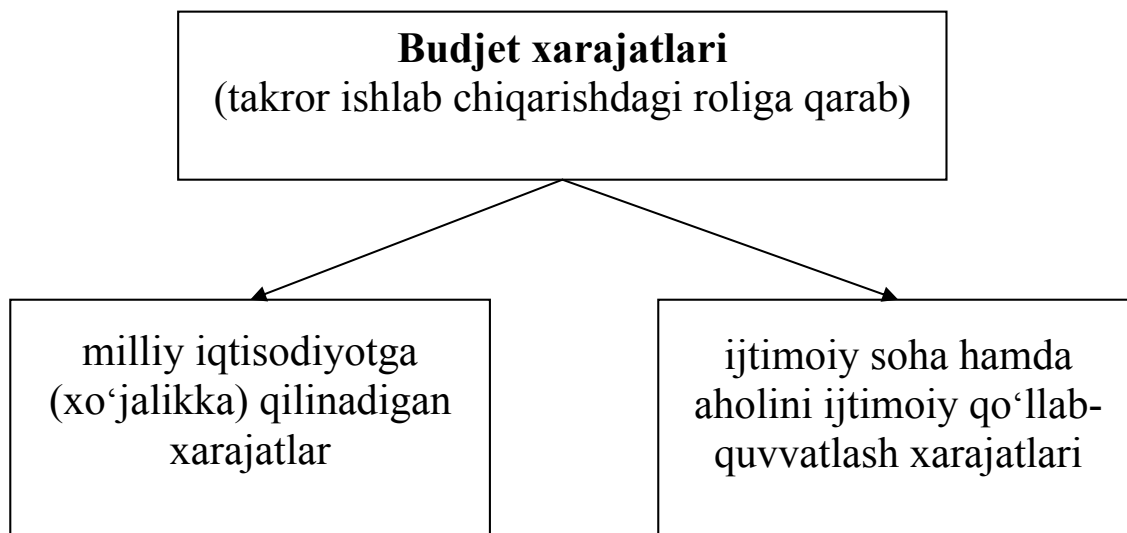 Budjet xarajatlari
(takror ishlab chiqarishdagi roliga qarab)
milliy iqtisodiyotga
(xo‘jalikka) qilinadigan
xarajatlar
ijtimoiy soha hamda
aholini ijtimoiy qo‘llab-
quvvatlash xarajatlari